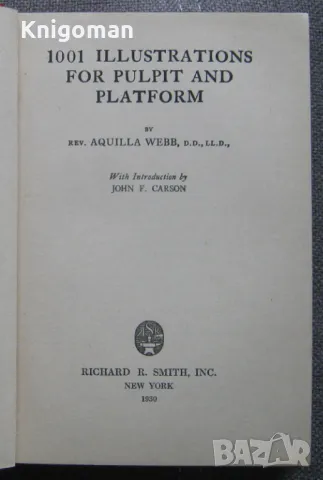 Knigoman
1001 ILLUSTRATIONS
FOR PULPIT AND
PLATFORM
BY
REV. AQUILLA WEBB, D.D., LL.D.,
With Introduction by
JOHN F. CARSON
RICHARD R. SMITH, INC.
NEW YORK
1930
BAZAR
bg